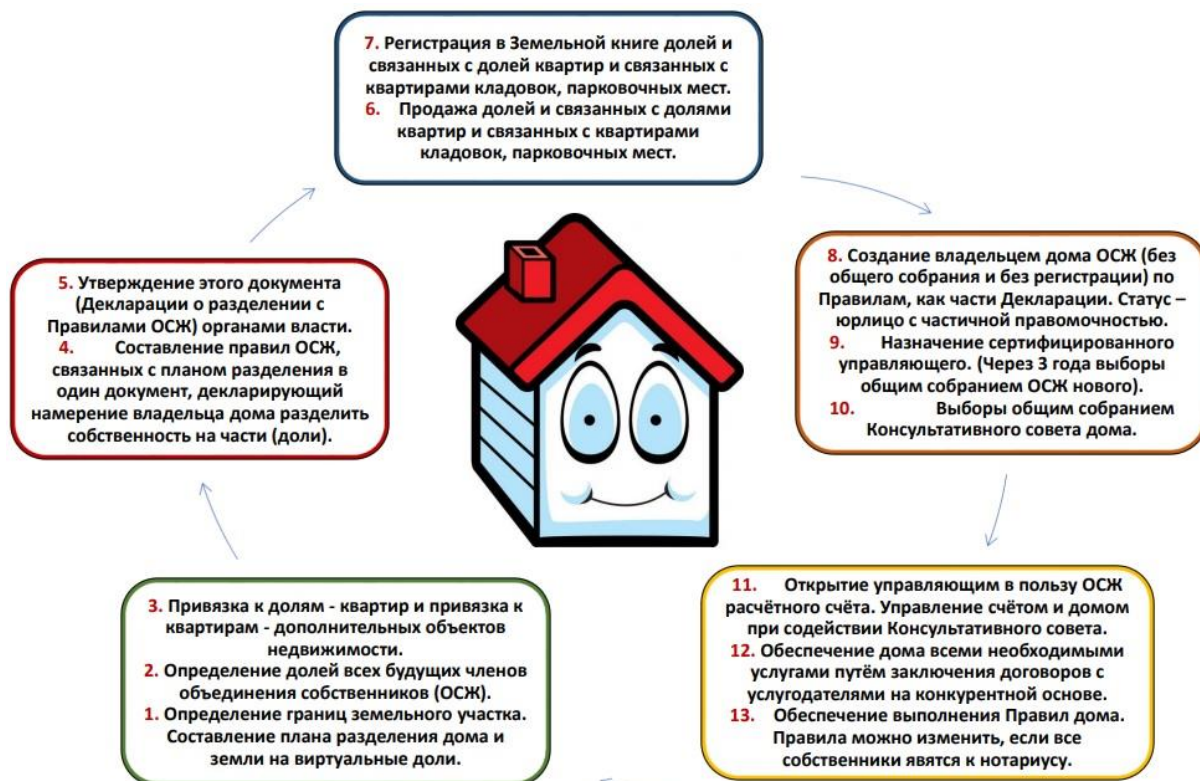 7. Регистрация в Земельной книге долей и
связанных с долей квартир и связанных с
квартирами кладовок, парковочных мест.
6. Продажа долей и связанных с долями
квартир и связанных с квартирами
кладовок, парковочных мест.
5. Утверждение этого документа
(Декларации о разделении с
Правилами ОСЖ) органами власти.
4. Составление правил ОСЖ,
связанных с планом разделения в
один документ, декларирующий
намерение владельца дома разделить
собственность на части (доли).
8. Создание владельцем дома ОСЖ (без
общего собрания и без регистрации) по
Правилам, как части Декларации. Статус –
юрлицо с частичной правомочностью.
9. Назначение сертифицированного
управляющего. (Через 3 года выборы
общим собранием ОСЖ нового).
10. Выборы общим собранием
Консультативного совета дома.
3. Привязка к долям - квартир и привязка к
квартирам - дополнительных объектов
недвижимости.
2. Определение долей всех будущих членов
объединения собственников (ОСЖ).
1. Определение границ земельного участка.
Составление плана разделения дома и
земли на виртуальные доли.
11. Открытие управляющим в пользу ОСЖ
расчётного счёта. Управление счётом и домом
при содействии Консультативного совета.
12. Обеспечение дома всеми необходимыми
услугами путём заключения договоров с
услугодателями на конкурентной основе.
13. Обеспечение выполнения Правил дома.
Правила можно изменить, если все
собственники явятся к нотариусу.